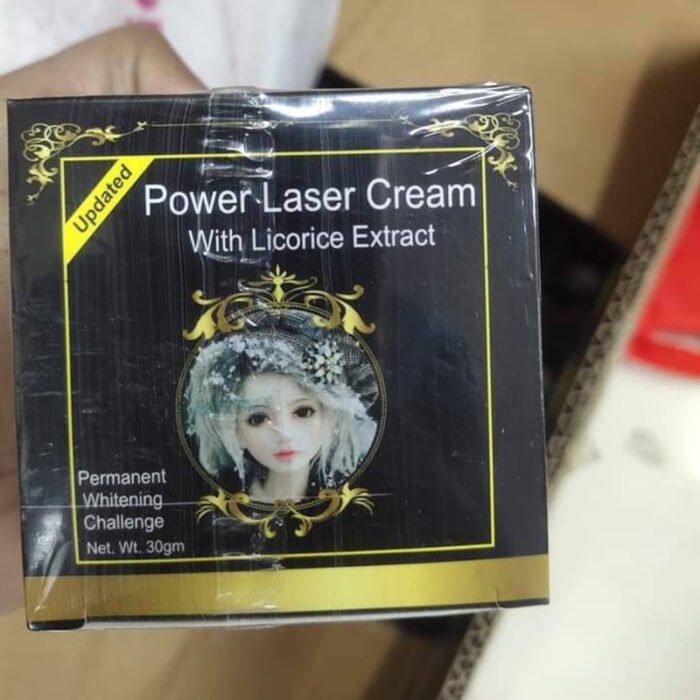 Updated
Power Laser Cream
With Licorice Extract
Permanent
Whitening
Challenge
Net. Wt. 30gm